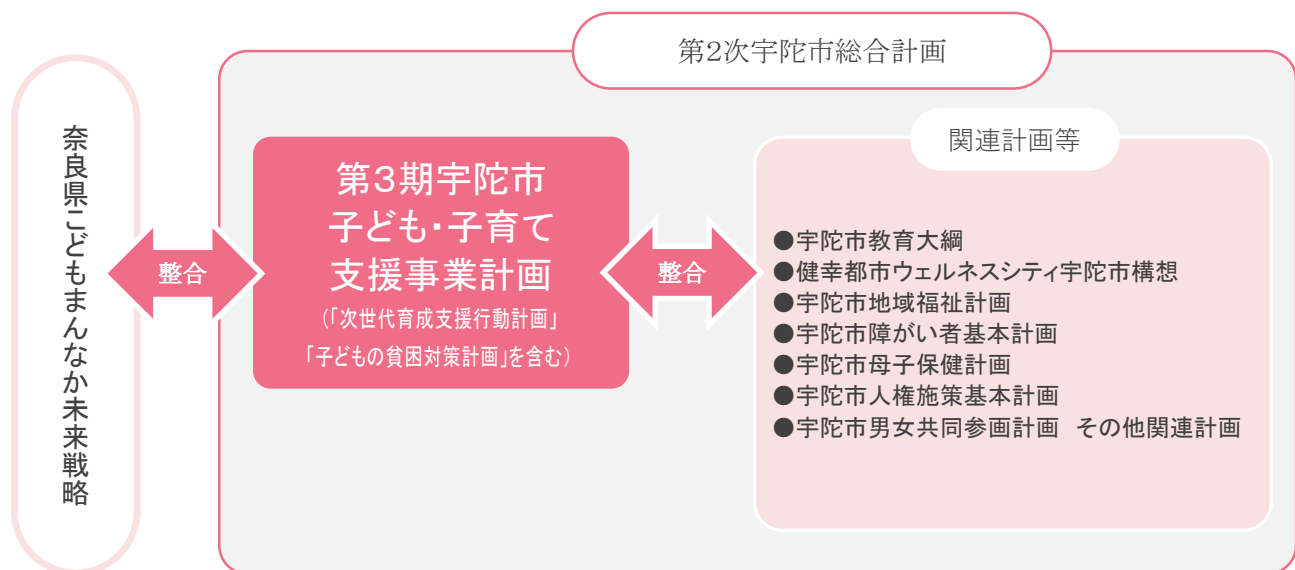 第2次宇陀市総合計画
奈良県こどもまんなか未来戦略
整合
第3期宇陀市
子ども・子育て
支援事業計画
(「次世代育成支援行動計画」
「子どもの貧困対策計画」を含む)
整合
関連計画等
●宇陀市教育大綱
●健幸都市ウェルネスシティ宇陀市構想
●宇陀市地域福祉計画
●宇陀市障がい者基本計画
●宇陀市母子保健計画
●宇陀市人権施策基本計画
●宇陀市男女共同参画計画　その他関連計画